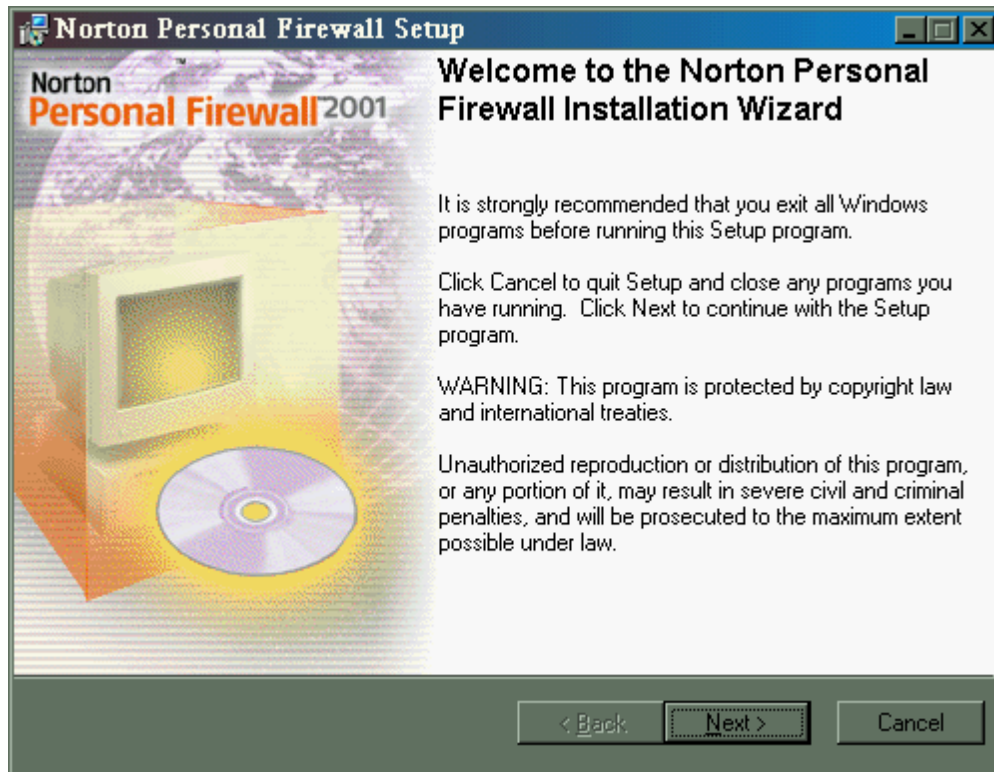 Norton Personal Firewall Setup
Norton™
Personal Firewall™2001
Welcome to the Norton Personal
Firewall Installation Wizard
It is strongly recommended that you exit all Windows
programs before running this Setup program.
Click Cancel to quit Setup and close any programs you
have running.  Click Next to continue with the Setup
program.
WARNING: This program is protected by copyright law
and international treaties.
Unauthorized reproduction or distribution of this program,
or any portion of it, may result in severe civil and criminal
penalties, and will be prosecuted to the maximum extent
possible under law.
< Back
Next >
Cancel